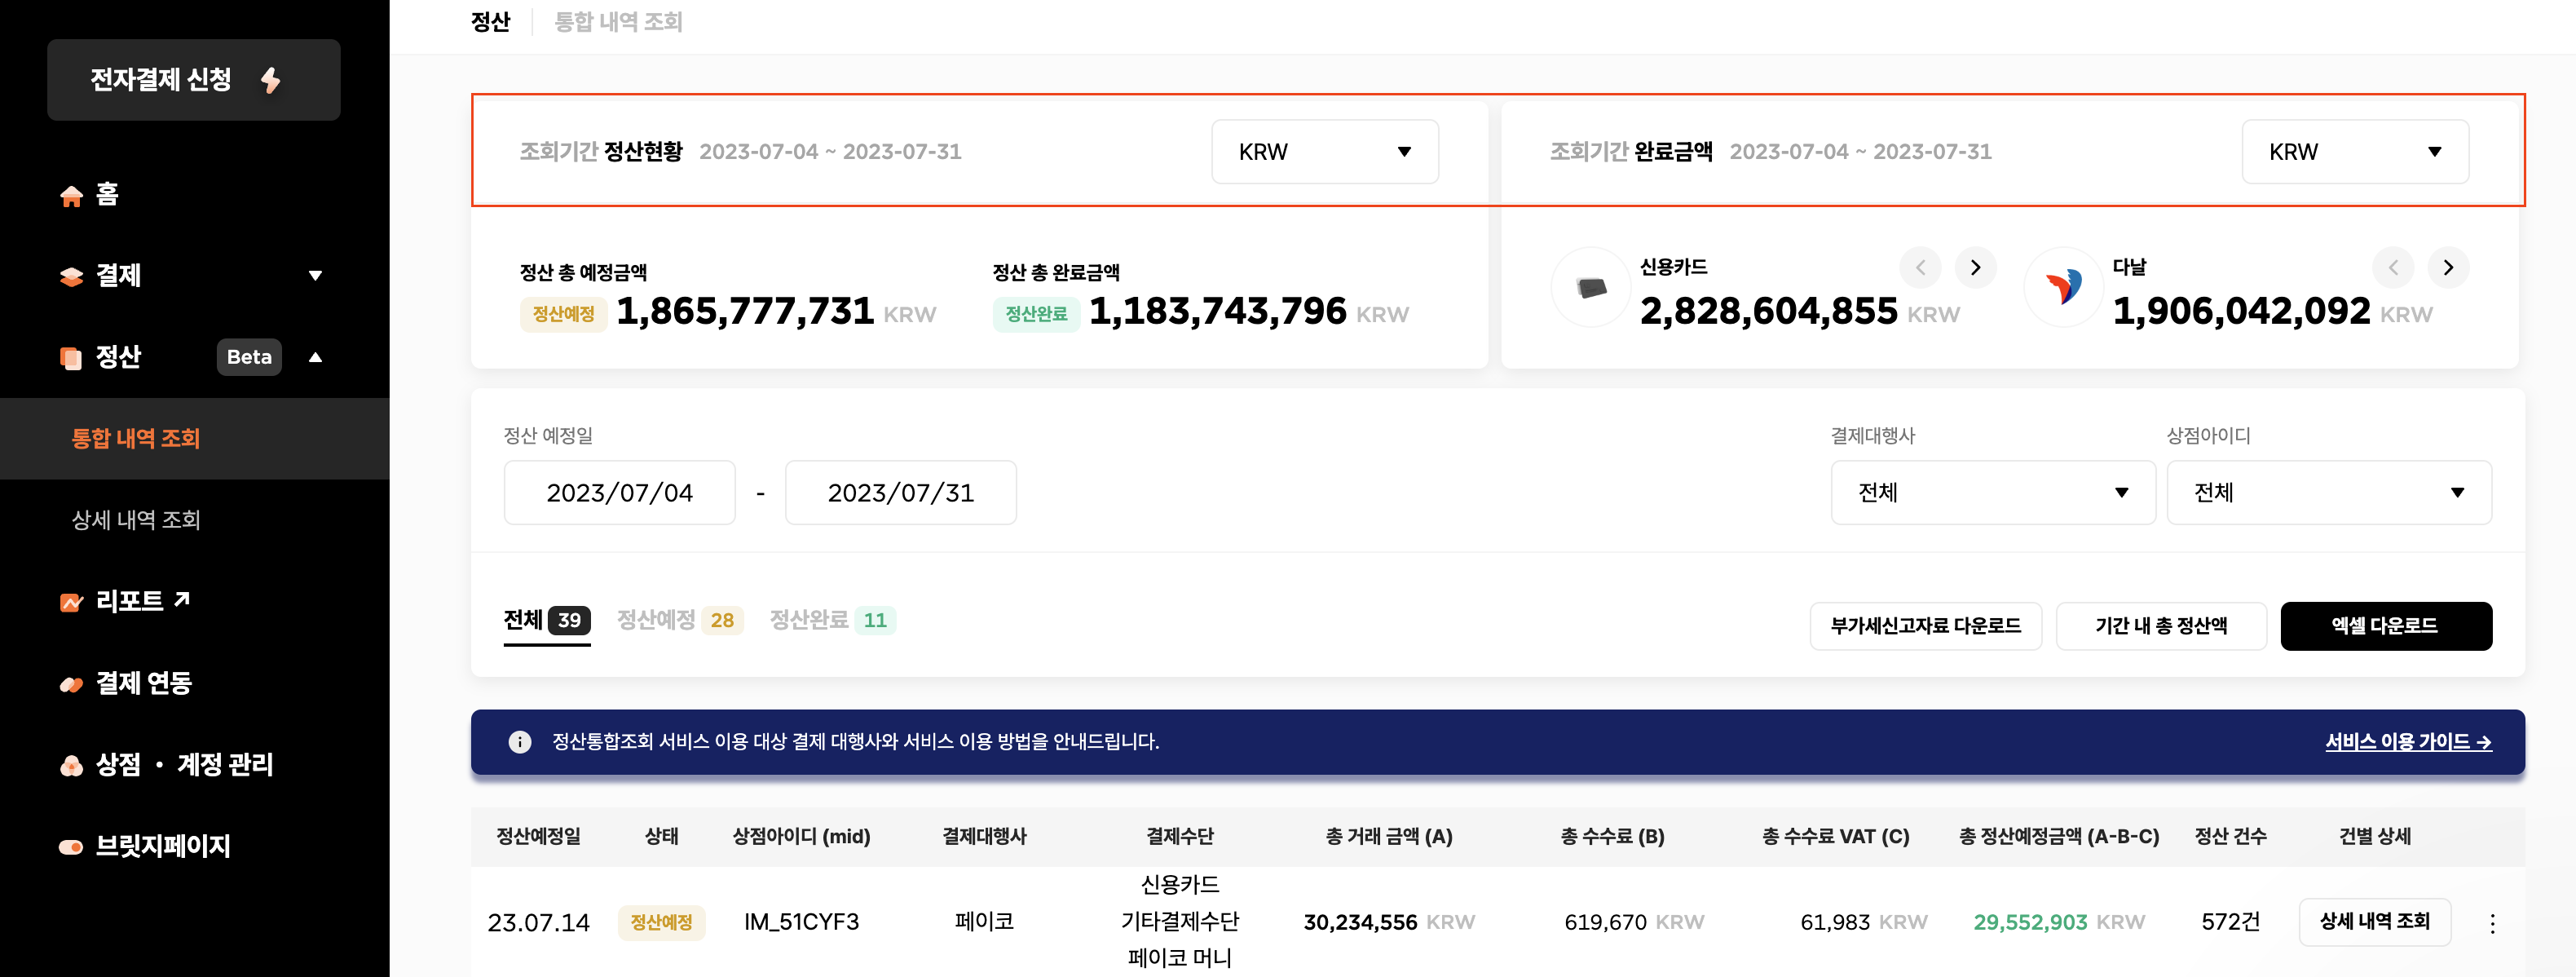 전자결제 신청
홈
결제
정산 Beta
통합 내역 조회
상세 내역 조회
리포트
결제 연동
상점 · 계정 관리
브릿지페이지
정산 통합 내역 조회
조회기간 정산현황 2023-07-04 ~ 2023-07-31 KRW
정산 총 예정금액
정산예정 1,865,777,731 KRW
정산 총 완료금액
정산완료 1,183,743,796 KRW
조회기간 완료금액 2023-07-04 ~ 2023-07-31 KRW
신용카드
2,828,604,855 KRW
다날
1,906,042,092 KRW
정산 예정일
2023/07/04 - 2023/07/31
결제대행사
전체
상점아이디
전체
전체 39 정산예정 28 정산완료 11
부가세신고자료 다운로드 기간 내 총 정산액 엑셀 다운로드
정산통합조회 서비스 이용 대상 결제 대행사와 서비스 이용 방법을 안내드립니다. 서비스 이용 가이드 →
정산예정일 상태 상점아이디 (mid) 결제대행사 결제수단 총 거래 금액 (A) 총 수수료 (B) 총 수수료 VAT (C) 총 정산예정금액 (A-B-C) 정산 건수 건별 상세
23.07.14 정산예정 IM_51CYF3 페이코
신용카드
기타결제수단
페이코 머니
30,234,556 KRW 619,670 KRW 61,983 KRW 29,552,903 KRW 572건 상세 내역 조회